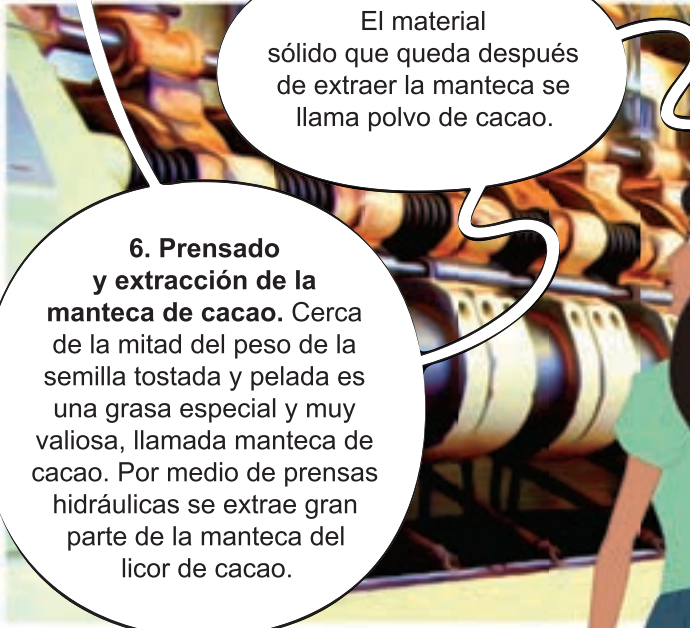 El material
sólido que queda después
de extraer la manteca se
llama polvo de cacao.
6. Prensado
y extracción de la
manteca de cacao. Cerca
de la mitad del peso de la
semilla tostada y pelada es
una grasa especial y muy
valiosa, llamada manteca de
cacao. Por medio de prensas
hidráulicas se extrae gran
parte de la manteca del
licor de cacao.